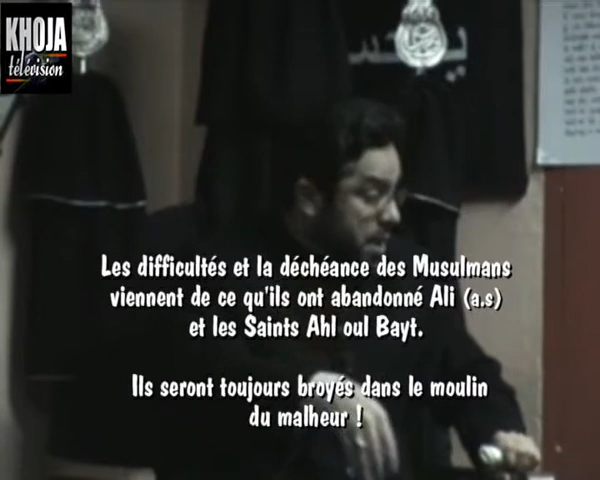 KHOJA
télévision
Les difficultés et la déchéance des Musulmans
viennent de ce qu'ils ont abandonné Ali (a.s)
et les Saints Ahl oul Bayt.
Ils seront toujours broyés dans le moulin
du malheur !